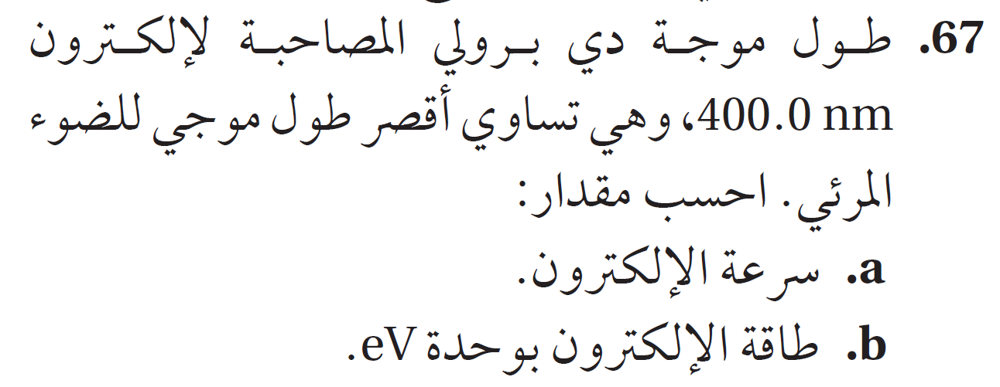 67. طول موجة دي برولي المصاحبة لإلكترون
400.0 nm، وهي تساوي أقصر طول موجي للضوء
المرئي. احسب مقدار:
a. سرعة الإلكترون.
b. طاقة الإلكترون بوحدة eV.